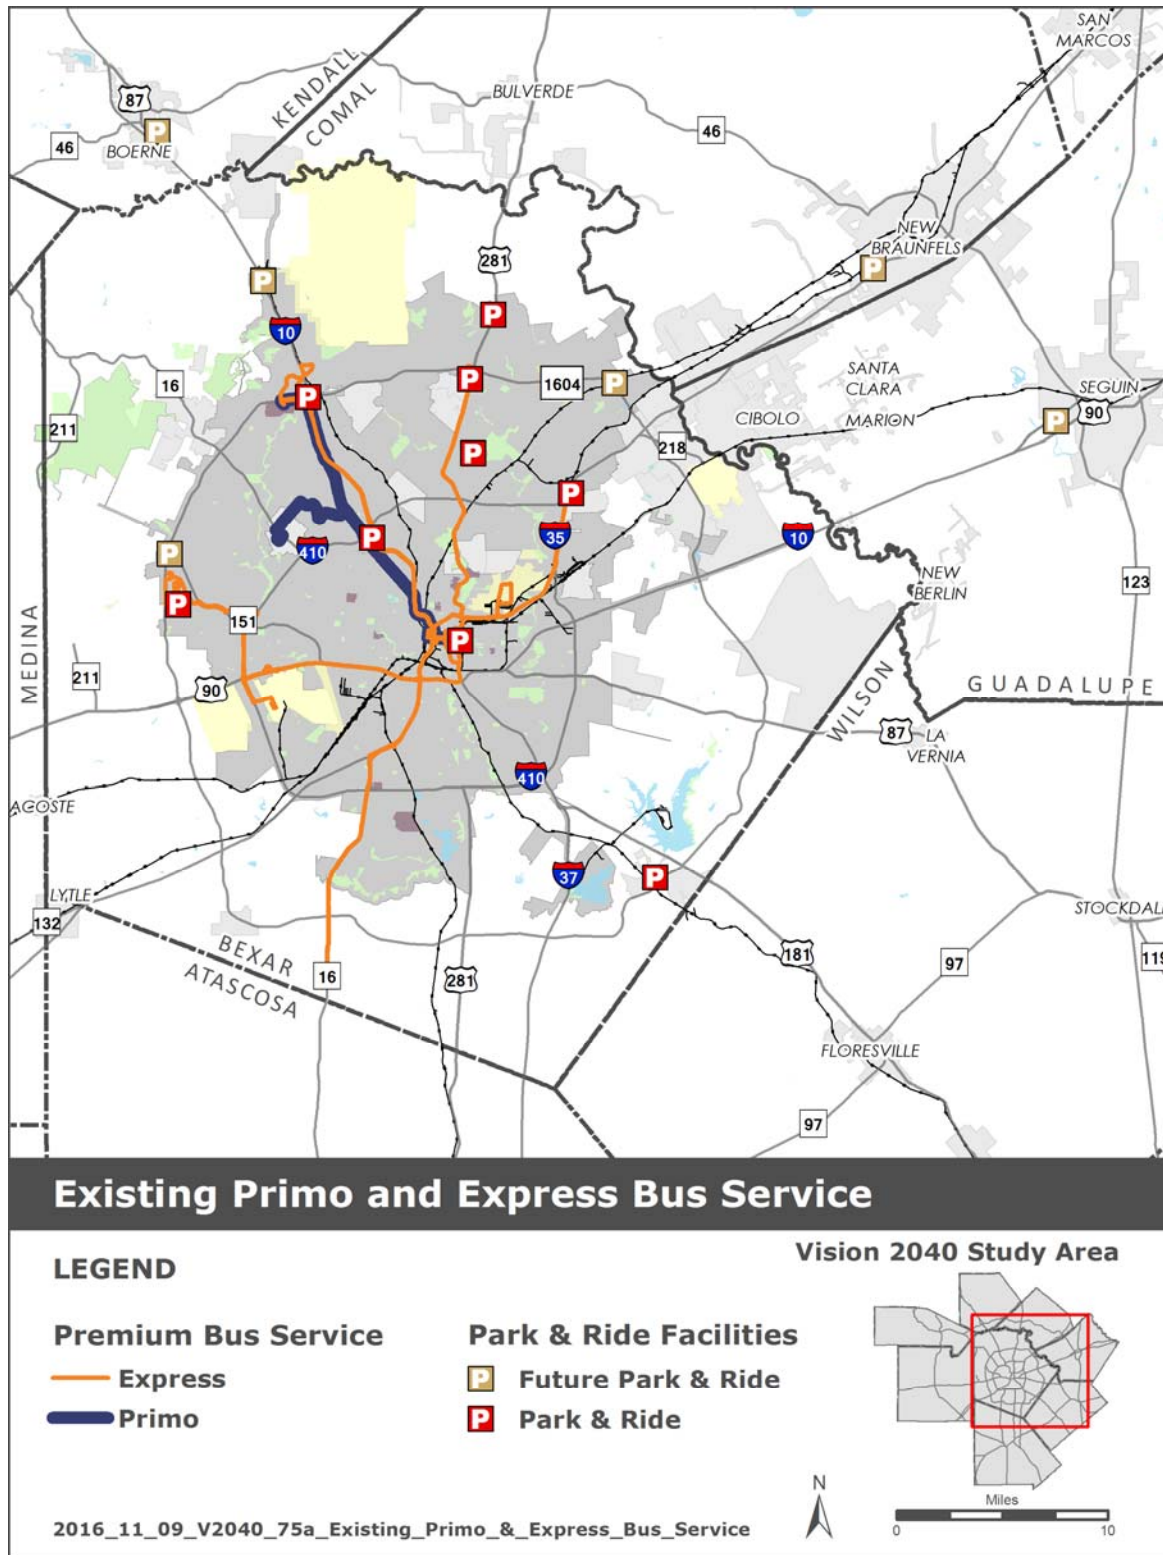 SAN
MARCOS
KENDALL
COMAL
87
BULVERDE
P
46
46
BOERNE
NEW
BRAUNFELS
281
P
P
10
P
16
P
P
1604
P
SANTA
CLARA
SEGUIN
90
P
211
CIBOLO
MARION
P
218
P
P
P
35
10
410
P
NEW
BERLIN
123
MEDINA
P
151
P
211
90
WILSON
GUADALUPE
87
LA
VERNIA
410
ACOSTE
37
P
LYTLE
132
STOCKDAL
BEXAR
ATASCOSA
16
281
181
97
119
FLORESVILLE
97
Existing Primo and Express Bus Service
LEGEND
Vision 2040 Study Area
Premium Bus Service
Express
Primo
Park & Ride Facilities
P Future Park & Ride
P Park & Ride
N
Miles
0 10
2016_11_09_V2040_75a_Existing_Primo_&_Express_Bus_Service